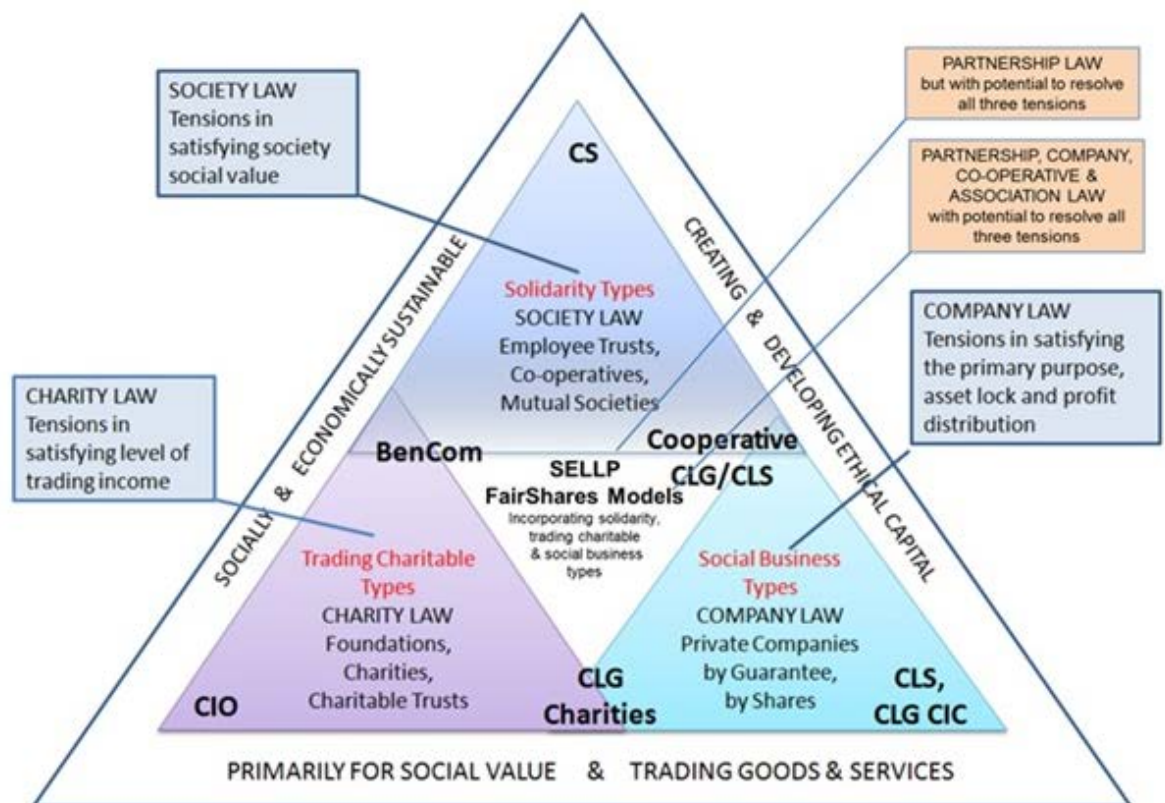 SOCIETY LAW
Tensions in
satisfying society
social value
PARTNERSHIP LAW
but with potential to resolve
all three tensions
PARTNERSHIP, COMPANY,
CO-OPERATIVE &
ASSOCIATION LAW
with potential to resolve all
three tensions
CS
SOCIALLY & ECONOMICALLY SUSTAINABLE
CREATING & DEVELOPING ETHICAL CAPITAL
Solidarity Types
SOCIETY LAW
Employee Trusts,
Co-operatives,
Mutual Societies
COMPANY LAW
Tensions in satisfying
the primary purpose,
asset lock and profit
distribution
CHARITY LAW
Tensions in
satisfying level of
trading income
BenCom
Cooperative
CLG/CLS
SELLP
FairShares Models
Incorporating solidarity,
trading charitable
& social business
types
Trading Charitable
Types
CHARITY LAW
Foundations,
Charities,
Charitable Trusts
Social Business
Types
COMPANY LAW
Private Companies
by Guarantee,
by Shares
CIO
CLG
Charities
CLS,
CLG CIC
PRIMARILY FOR SOCIAL VALUE & TRADING GOODS & SERVICES